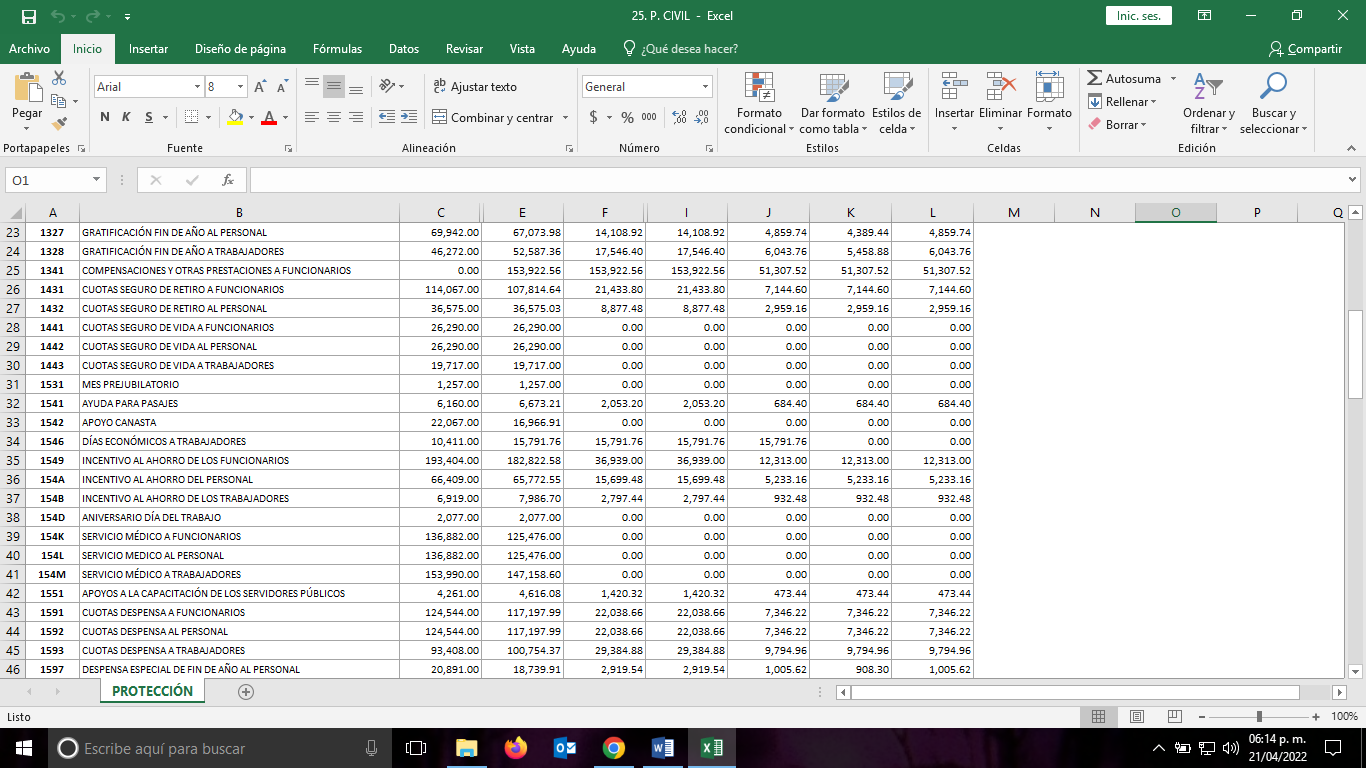 25. P. CIVIL - Excel
Inic. ses.
Archivo Inicio Insertar Diseño de página Fórmulas Datos Revisar Vista Ayuda ¿Qué desea hacer? Compartir
Pegar
Arial 8
N K S
Ajustar texto
Combinar y centrar
General
$ % 000
Formato condicional
Dar formato como tabla
Estilos de celda
Insertar Eliminar Formato
Autosuma
Rellenar
Borrar
Ordenar y filtrar
Buscar y seleccionar
Portapapeles Fuente Alineación Número Estilos Celdas Edición
O1 fx
A B C E F I J K L M N O P Q
23 1327 GRATIFICACIÓN FIN DE AÑO AL PERSONAL 69,942.00 67,073.98 14,108.92 14,108.92 4,859.74 4,389.44 4,859.74
24 1328 GRATIFICACIÓN FIN DE AÑO A TRABAJADORES 46,272.00 52,587.36 17,546.40 17,546.40 6,043.76 5,458.88 6,043.76
25 1341 COMPENSACIONES Y OTRAS PRESTACIONES A FUNCIONARIOS 0.00 153,922.56 153,922.56 153,922.56 51,307.52 51,307.52 51,307.52
26 1431 CUOTAS SEGURO DE RETIRO A FUNCIONARIOS 114,067.00 107,814.64 21,433.80 21,433.80 7,144.60 7,144.60 7,144.60
27 1432 CUOTAS SEGURO DE RETIRO AL PERSONAL 36,575.00 36,575.03 8,877.48 8,877.48 2,959.16 2,959.16 2,959.16
28 1441 CUOTAS SEGURO DE VIDA A FUNCIONARIOS 26,290.00 26,290.00 0.00 0.00 0.00 0.00 0.00
29 1442 CUOTAS SEGURO DE VIDA AL PERSONAL 26,290.00 26,290.00 0.00 0.00 0.00 0.00 0.00
30 1443 CUOTAS SEGURO DE VIDA A TRABAJADORES 19,717.00 19,717.00 0.00 0.00 0.00 0.00 0.00
31 1531 MES PREJUBILATORIO 1,257.00 1,257.00 0.00 0.00 0.00 0.00 0.00
32 1541 AYUDA PARA PASAJES 6,160.00 6,673.21 2,053.20 2,053.20 684.40 684.40 684.40
33 1542 APOYO CANASTA 22,067.00 16,966.91 0.00 0.00 0.00 0.00 0.00
34 1546 DÍAS ECONÓMICOS A TRABAJADORES 10,411.00 15,791.76 15,791.76 15,791.76 15,791.76 0.00 0.00
35 1549 INCENTIVO AL AHORRO DE LOS FUNCIONARIOS 193,404.00 182,822.58 36,939.00 36,939.00 12,313.00 12,313.00 12,313.00
36 154A INCENTIVO AL AHORRO DEL PERSONAL 66,409.00 65,772.55 15,699.48 15,699.48 5,233.16 5,233.16 5,233.16
37 154B INCENTIVO AL AHORRO DE LOS TRABAJADORES 6,919.00 7,986.70 2,797.44 2,797.44 932.48 932.48 932.48
38 154D ANIVERSARIO DÍA DEL TRABAJO 2,077.00 2,077.00 0.00 0.00 0.00 0.00 0.00
39 154K SERVICIO MÉDICO A FUNCIONARIOS 136,882.00 125,476.00 0.00 0.00 0.00 0.00 0.00
40 154L SERVICIO MEDICO AL PERSONAL 136,882.00 125,476.00 0.00 0.00 0.00 0.00 0.00
41 154M SERVICIO MÉDICO A TRABAJADORES 153,990.00 147,158.60 0.00 0.00 0.00 0.00 0.00
42 1551 APOYOS A LA CAPACITACIÓN DE LOS SERVIDORES PÚBLICOS 4,261.00 4,616.08 1,420.32 1,420.32 473.44 473.44 473.44
43 1591 CUOTAS DESPENSA A FUNCIONARIOS 124,544.00 117,197.99 22,038.66 22,038.66 7,346.22 7,346.22 7,346.22
44 1592 CUOTAS DESPENSA AL PERSONAL 124,544.00 117,197.99 22,038.66 22,038.66 7,346.22 7,346.22 7,346.22
45 1593 CUOTAS DESPENSA A TRABAJADORES 93,408.00 100,754.37 29,384.88 29,384.88 9,794.96 9,794.96 9,794.96
46 1597 DESPENSA ESPECIAL DE FIN DE AÑO AL PERSONAL 20,891.00 18,739.91 2,919.54 2,919.54 1,005.62 908.30 1,005.62
PROTECCIÓN
Listo 100%
Escribe aquí para buscar
06:14 p. m.
21/04/2022